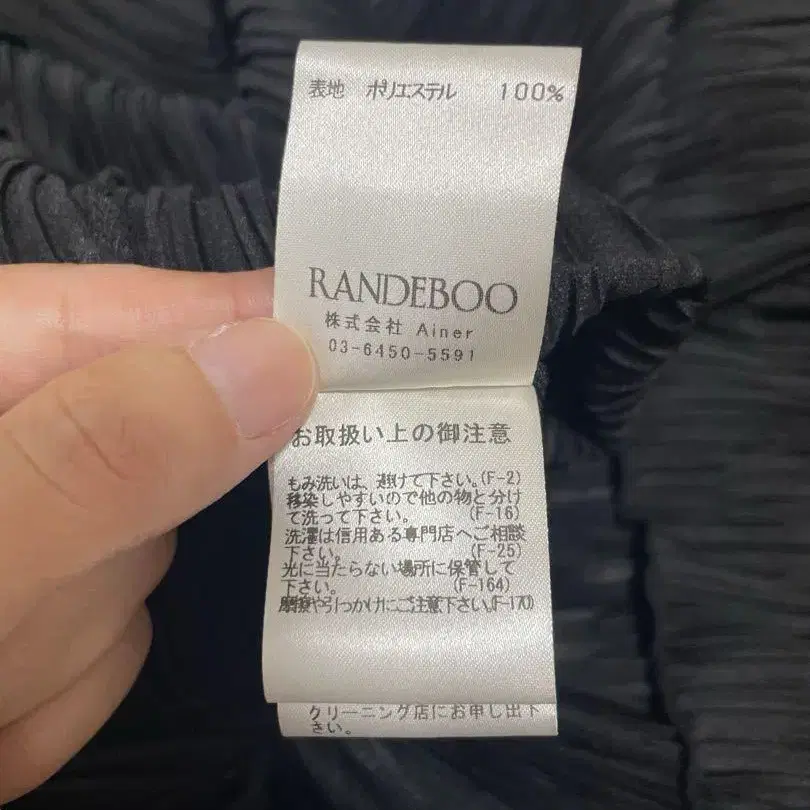 表地 ポリエステル 100%
RANDEBOO
株式会社 Ainer
03-6450-5591
お取扱い上の御注意
もみ洗いは、避けて下さい。(F-2)
移染しやすいので他の物と分け
て洗って下さい。 (F-16)
洗濯は信用ある専門店へご相談
下さい。 (F-25)
光に当たらない場所に保管して
下さい。 (F-164)
摩擦や引っかけにご注意下さい。(F-170)
クリーニング店にお申し出下
さい。